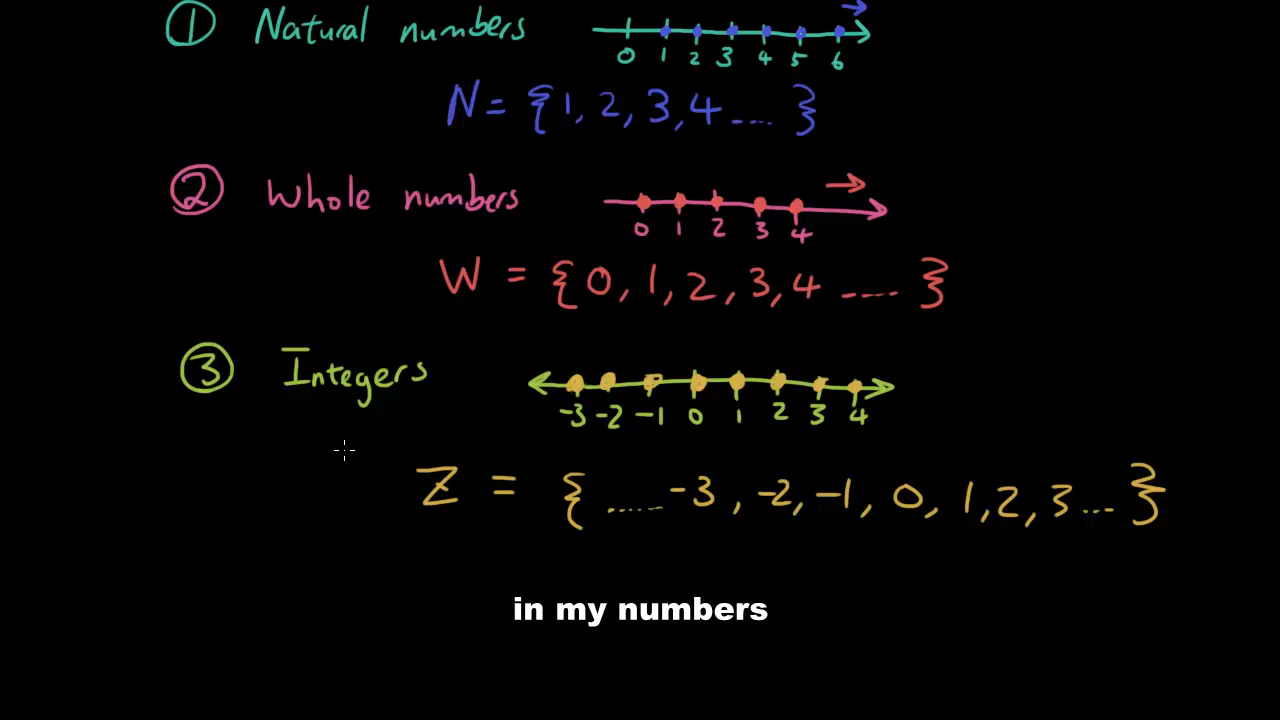 ① Natural numbers
0 1 2 3 4 5 6
N = {1, 2, 3, 4 .... }
② Whole numbers
0 1 2 3 4
W = {0, 1, 2, 3, 4 ..... }
③ Integers
-3 -2 -1 0 1 2 3 4
Z = { ..... -3, -2, -1, 0, 1, 2, 3 ... }
in my numbers